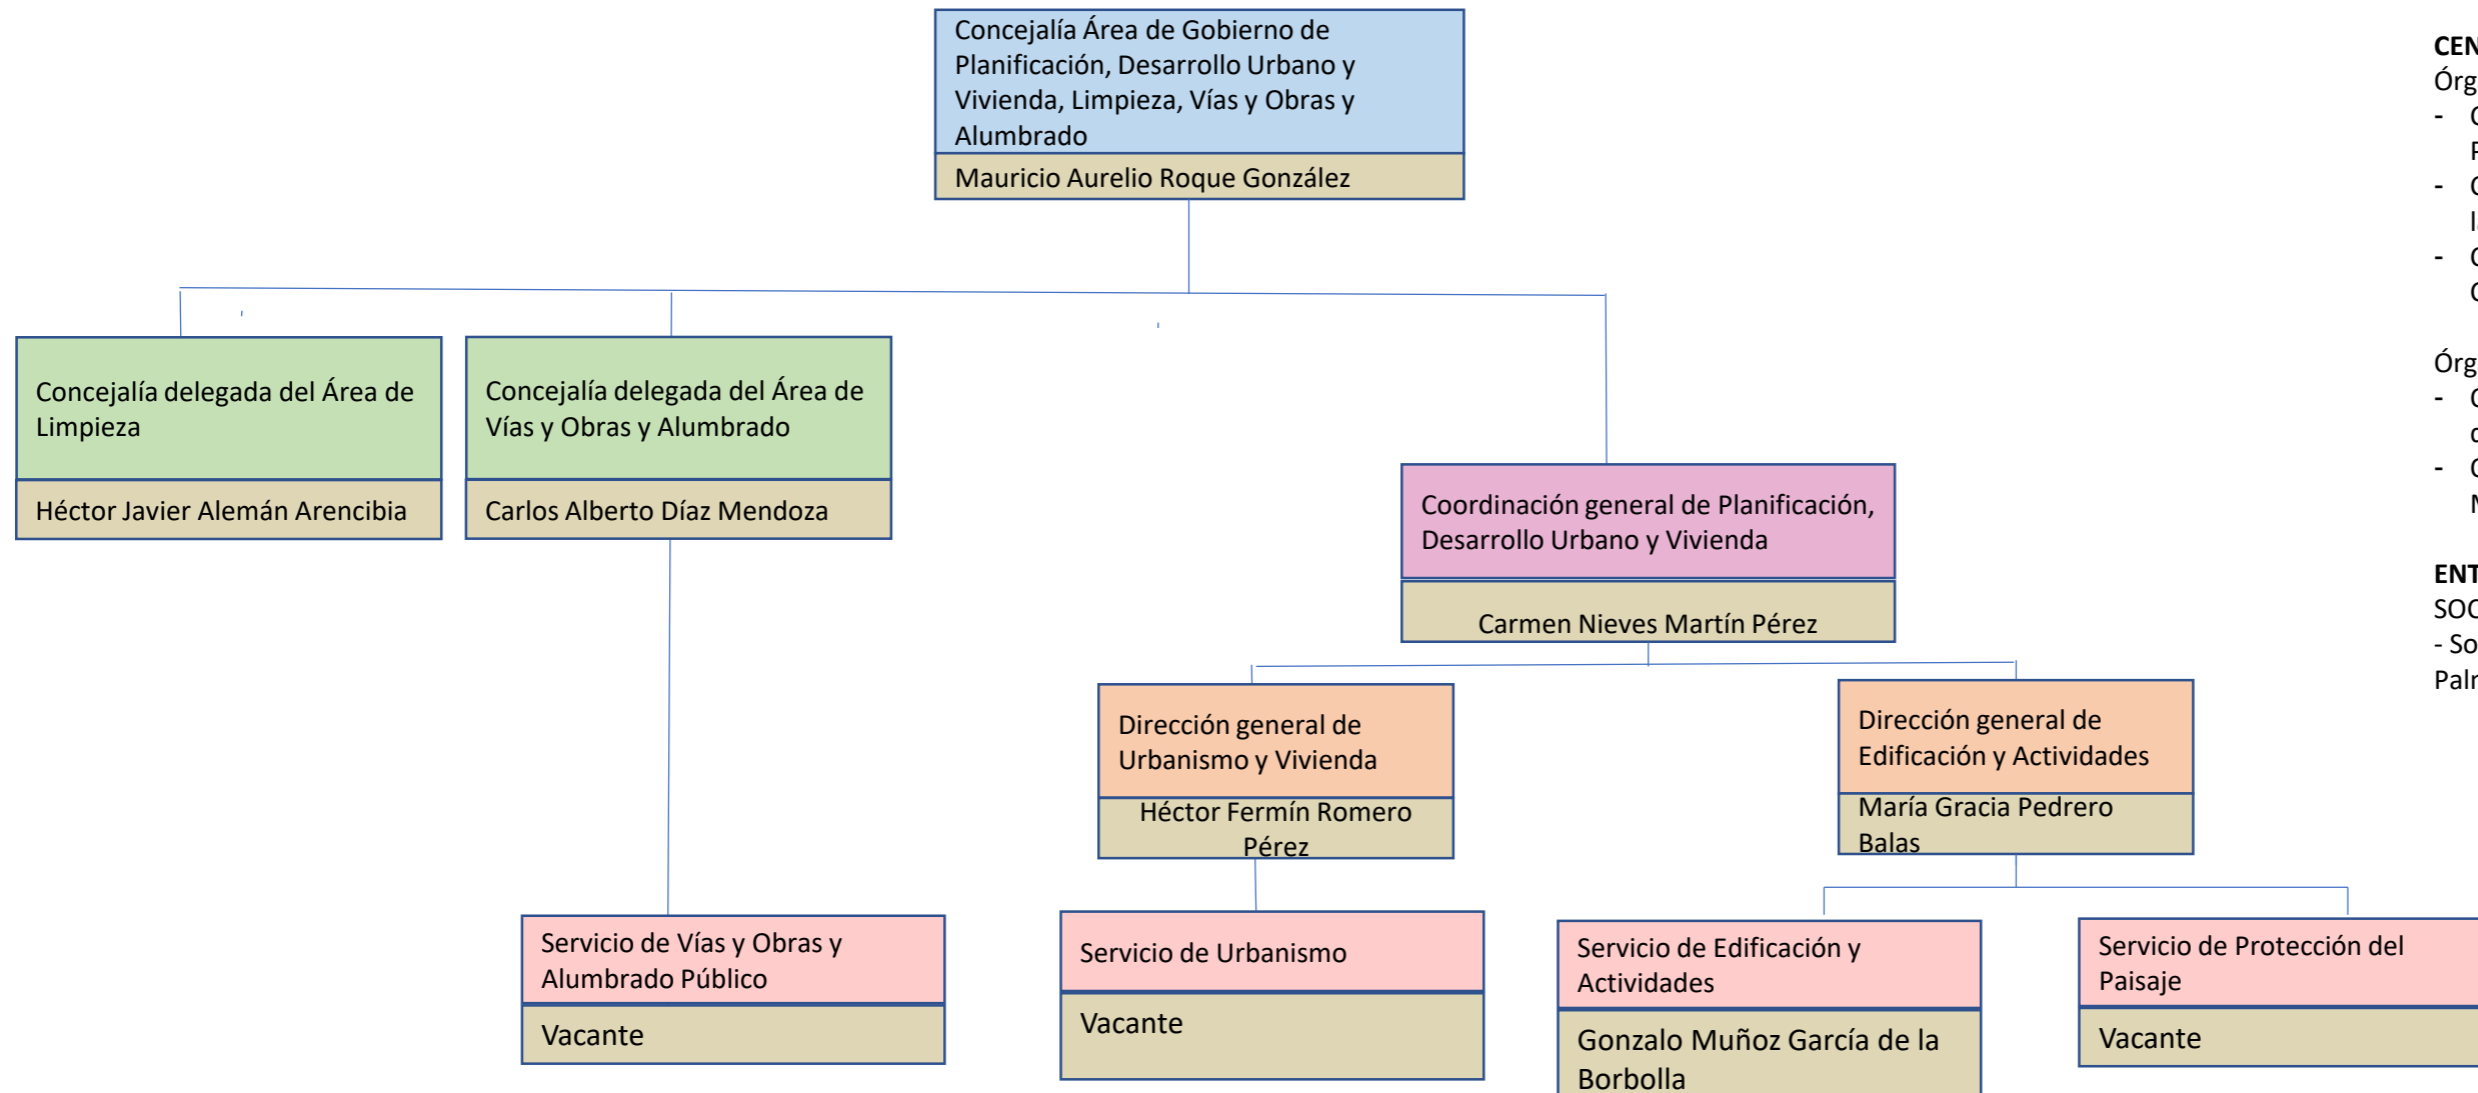 Concejalía Área de Gobierno de
Planificación, Desarrollo Urbano y
Vivienda, Limpieza, Vías y Obras y
Alumbrado
Mauricio Aurelio Roque González
Concejalía delegada del Área de
Limpieza
Héctor Javier Alemán Arencibia
Concejalía delegada del Área de
Vías y Obras y Alumbrado
Carlos Alberto Díaz Mendoza
Coordinación general de Planificación,
Desarrollo Urbano y Vivienda
Carmen Nieves Martín Pérez
Dirección general de
Urbanismo y Vivienda
Héctor Fermín Romero
Pérez
Dirección general de
Edificación y Actividades
María Gracia Pedrero
Balas
Servicio de Vías y Obras y
Alumbrado Público
Vacante
Servicio de Urbanismo
Vacante
Servicio de Edificación y
Actividades
Gonzalo Muñoz García de la
Borbolla
Servicio de Protección del
Paisaje
Vacante